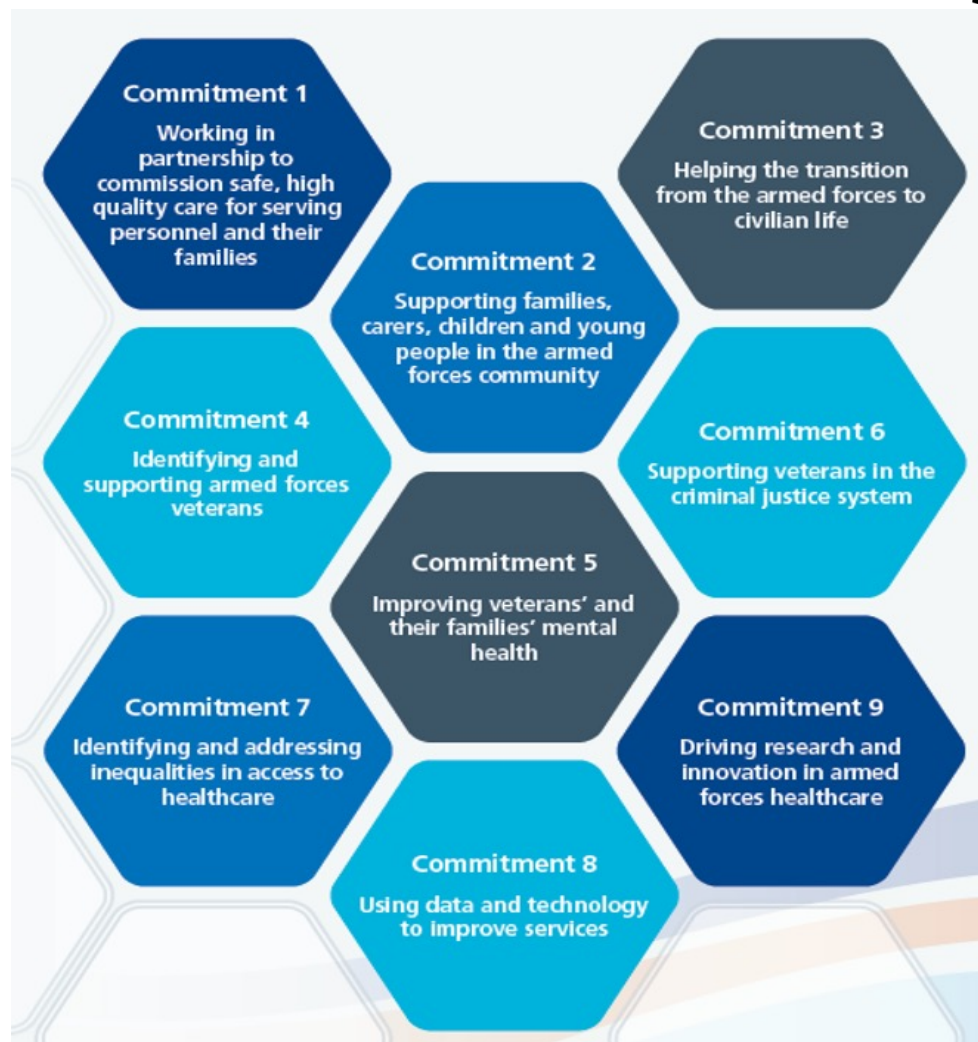 Commitment 1
Working in
partnership to
commission safe, high
quality care for serving
personnel and their
families
Commitment 2
Supporting families,
carers, children and young
people in the armed
forces community
Commitment 3
Helping the transition
from the armed forces to
civilian life
Commitment 4
Identifying and
supporting armed forces
veterans
Commitment 5
Improving veterans’ and
their families’ mental
health
Commitment 6
Supporting veterans in the
criminal justice system
Commitment 7
Identifying and addressing
inequalities in access to
healthcare
Commitment 8
Using data and technology
to improve services
Commitment 9
Driving research and
innovation in armed
forces healthcare